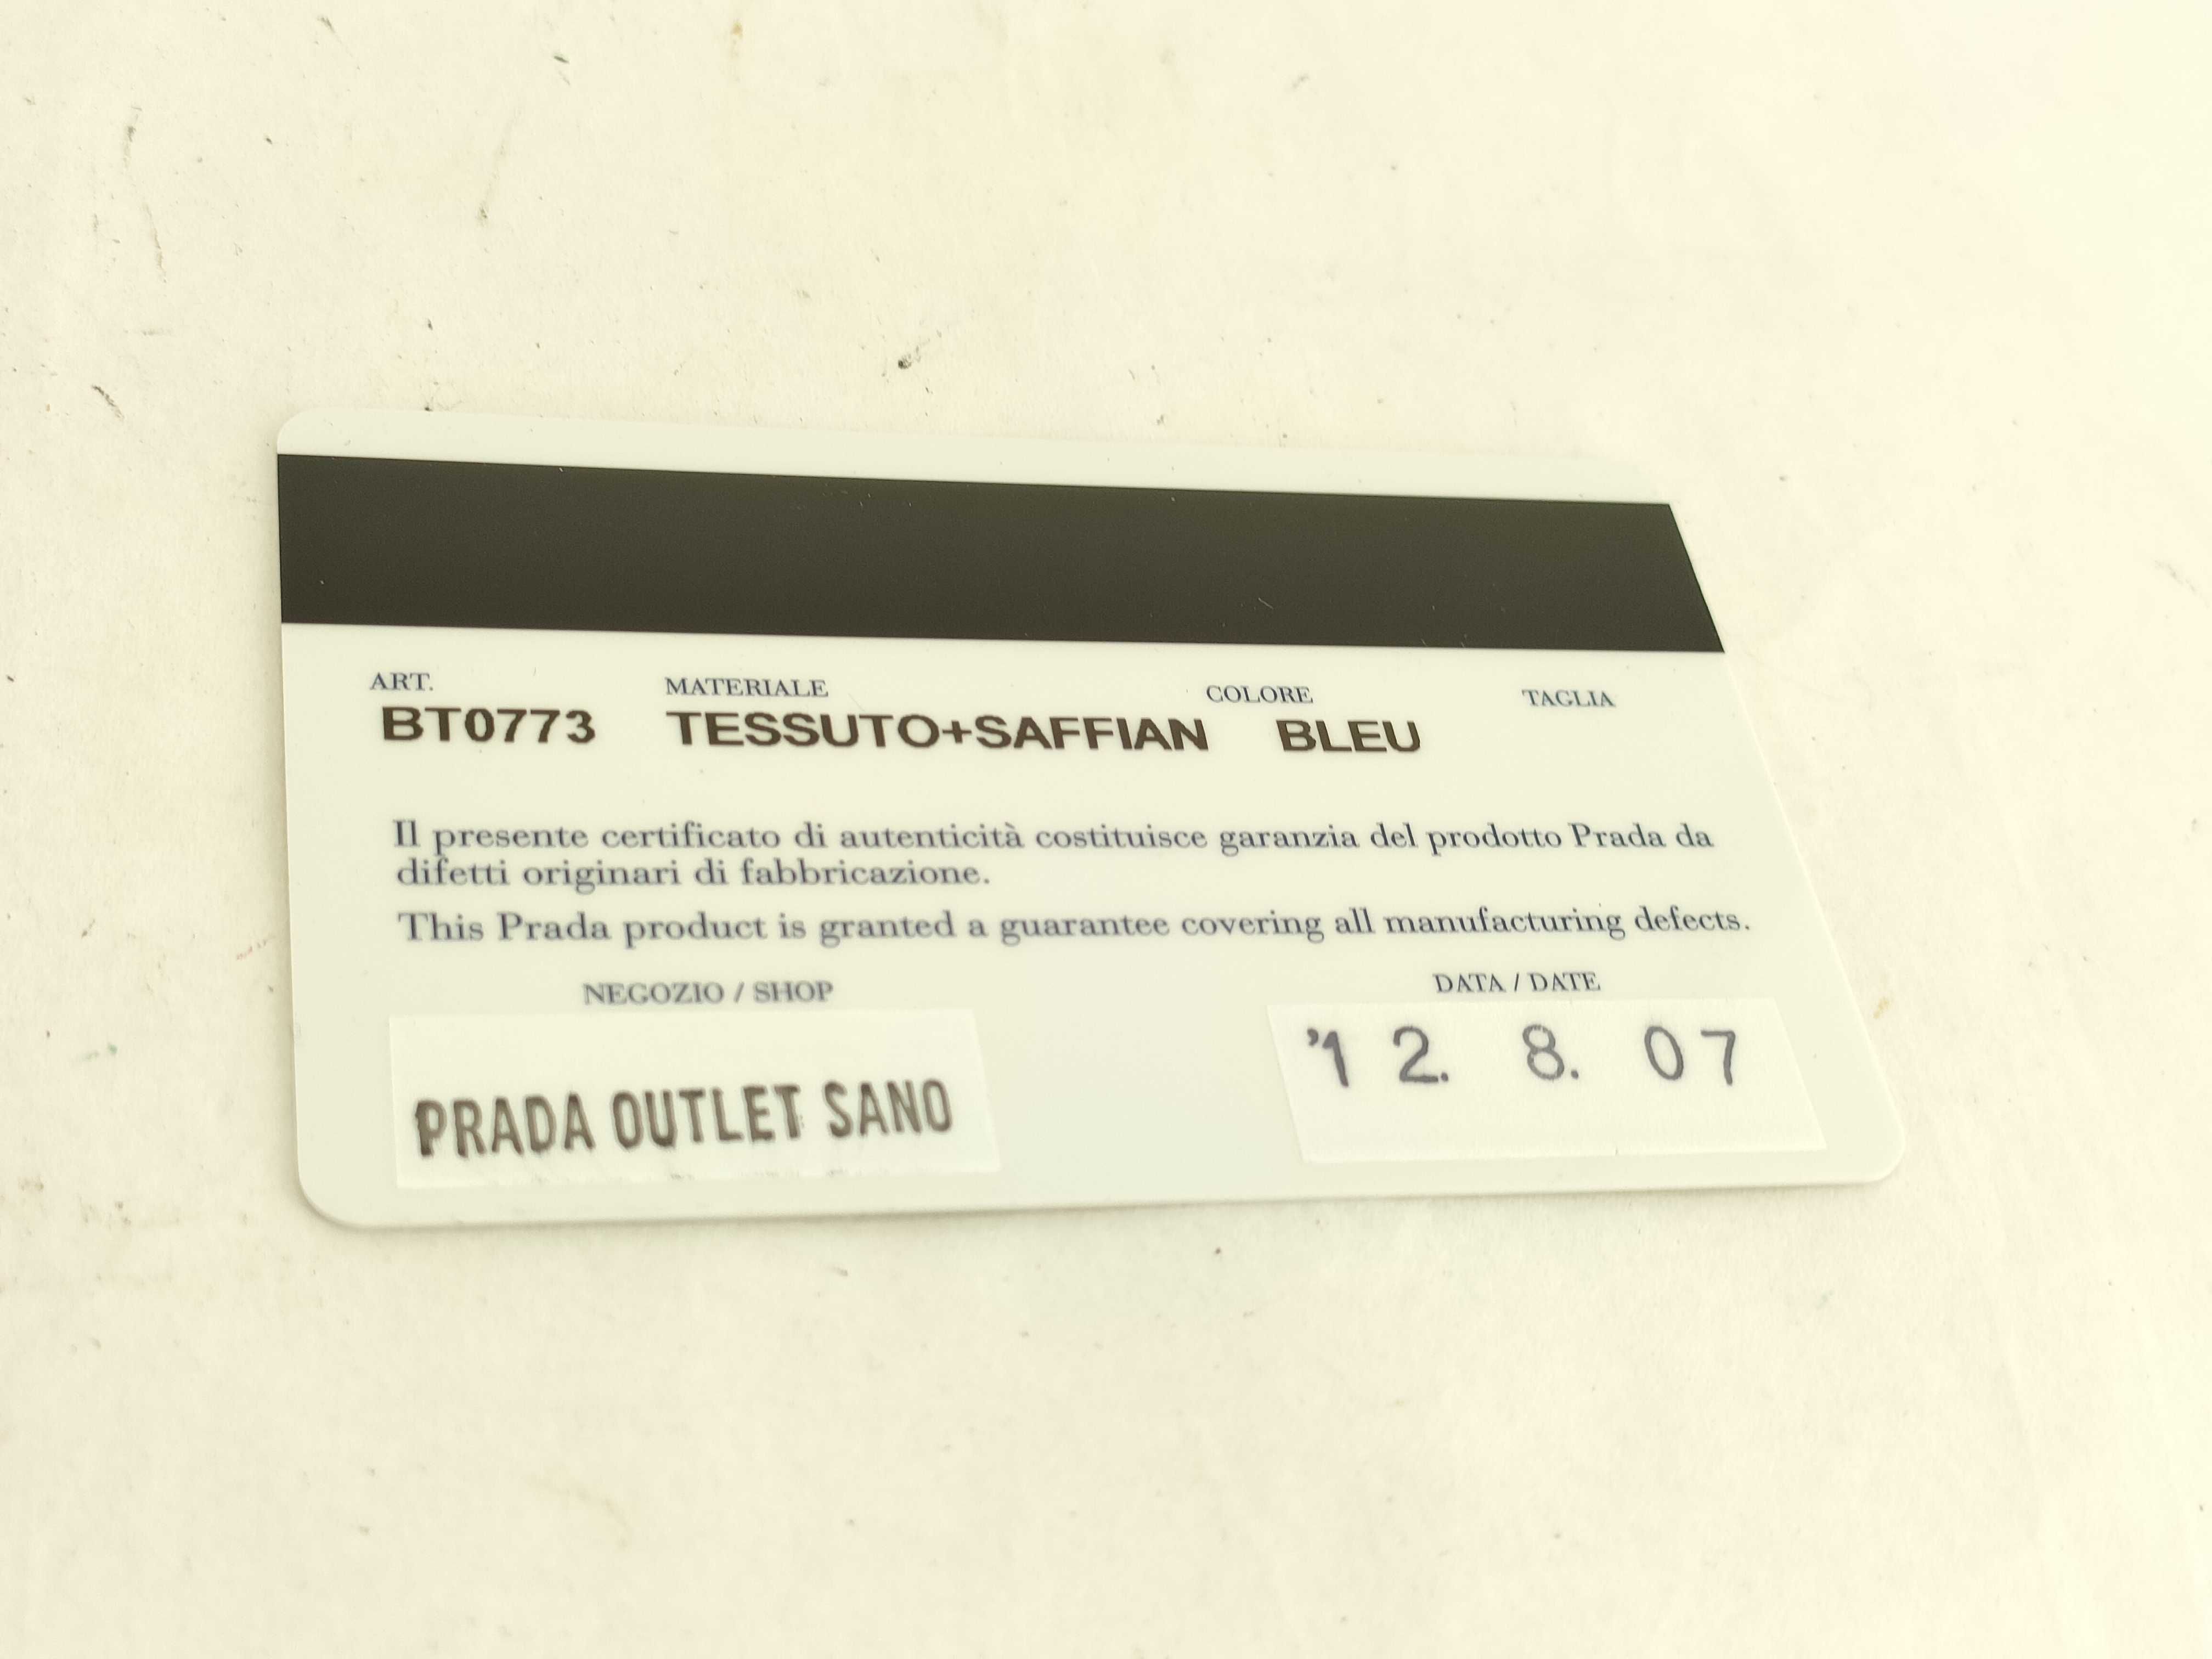 ART. MATERIALE COLORE TAGLIA
BT0773 TESSUTO+SAFFIAN BLEU
Il presente certificato di autenticità costituisce garanzia del prodotto Prada da
difetti originari di fabbricazione.
This Prada product is granted a guarantee covering all manufacturing defects.
NEGOZIO / SHOP DATA / DATE
PRADA OUTLET SANO '12. 8. 07